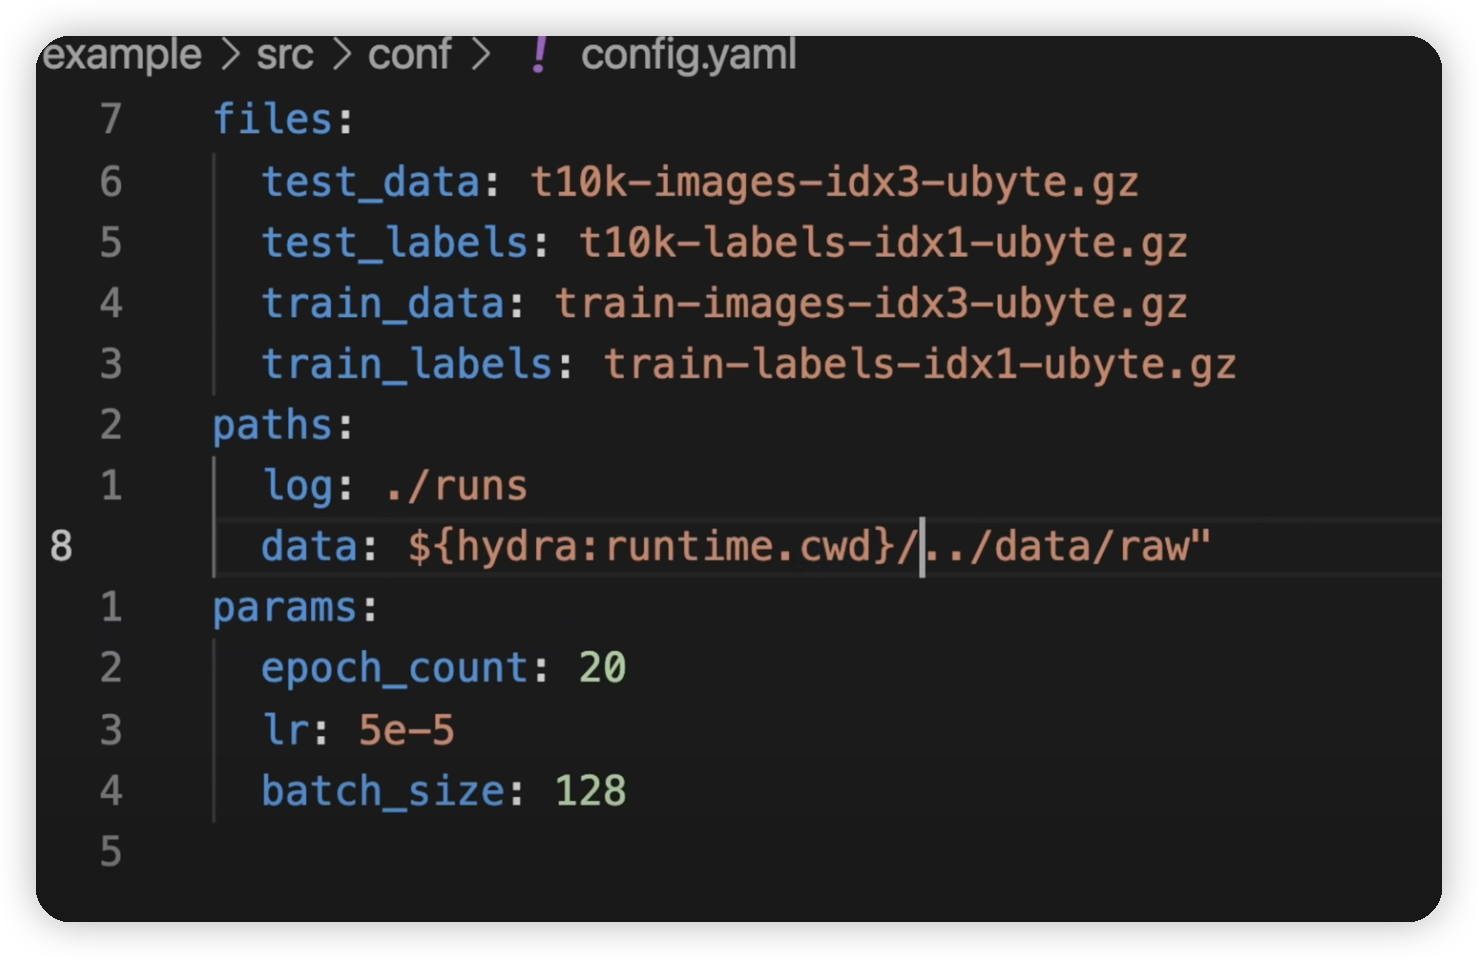 example > src > conf > ! config.yaml
7 files:
6 test_data: t10k-images-idx3-ubyte.gz
5 test_labels: t10k-labels-idx1-ubyte.gz
4 train_data: train-images-idx3-ubyte.gz
3 train_labels: train-labels-idx1-ubyte.gz
2 paths:
1 log: ./runs
8 data: ${hydra:runtime.cwd}/../data/raw"
1 params:
2 epoch_count: 20
3 lr: 5e-5
4 batch_size: 128
5